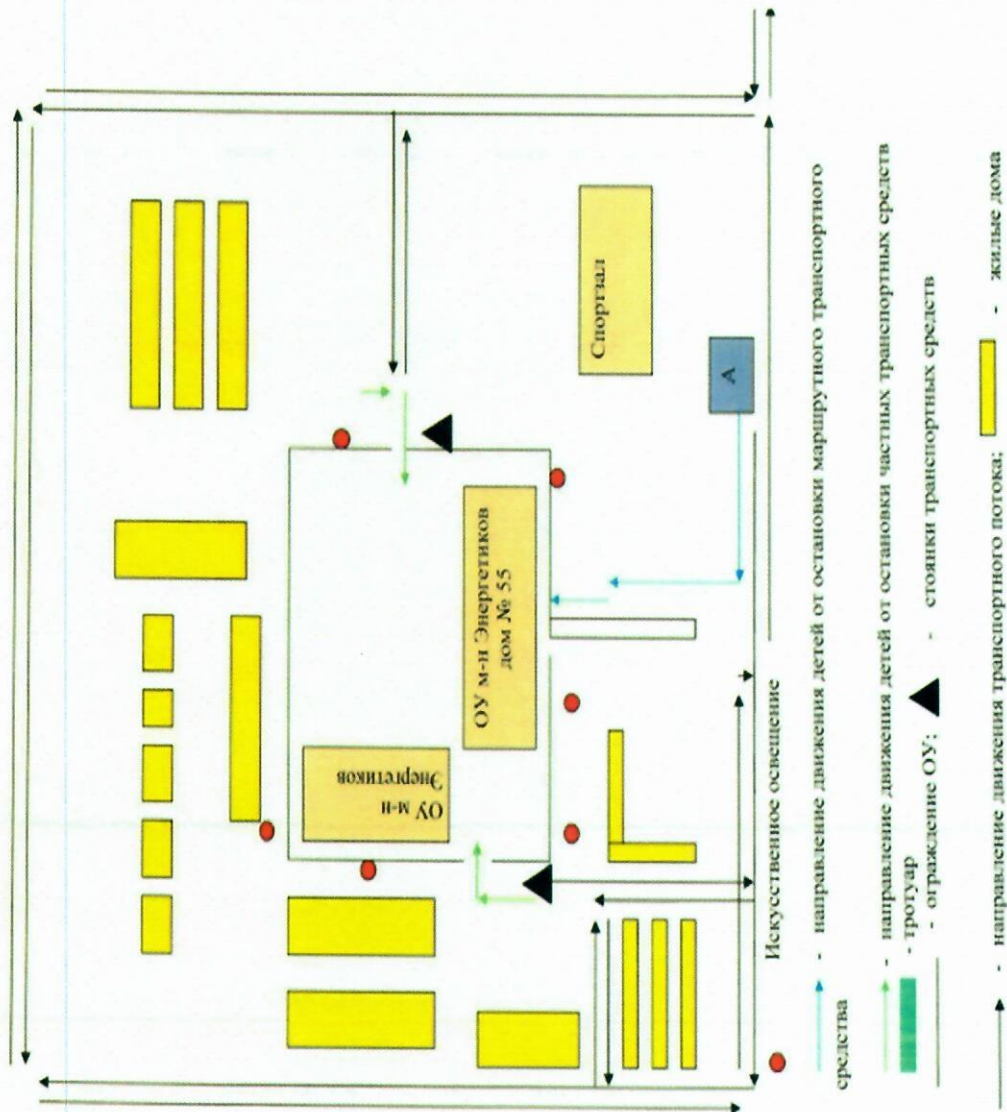 ОУ м-н
Энергетиков
ОУ м-н Энергетиков
дом № 55
Спортзал
А
Искусственное освещение
- направление движения детей от остановки маршрутного транспортного
средства
- направление движения детей от остановки частных транспортных средств
- тротуар
- ограждение ОУ; - стоянки транспортных средств
- направление движения транспортного потока; - жилые дома